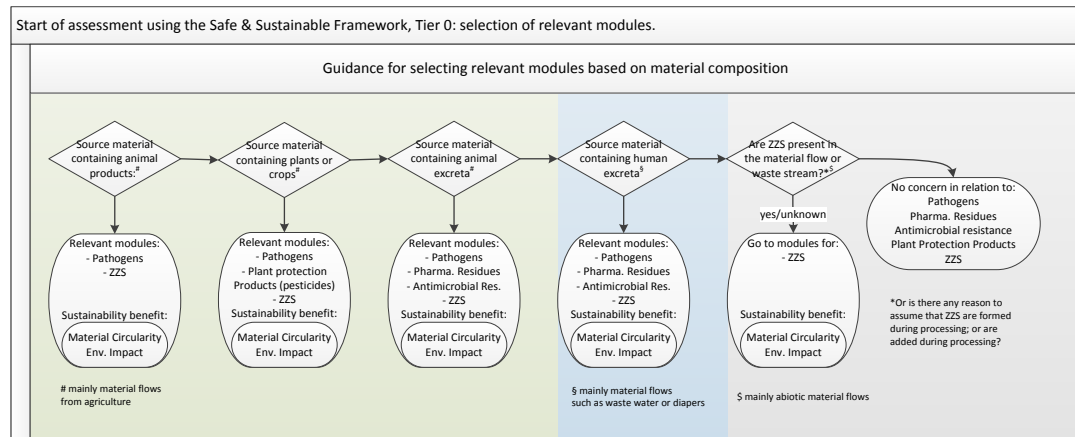 Start of assessment using the Safe & Sustainable Framework, Tier 0: selection of relevant modules.
Guidance for selecting relevant modules based on material composition
Source material
containing animal
products:#
Source material
containing plants or
crops#
Source material
containing animal
excreta#
Source material
containing human
excreta§
Are ZZS present in
the material flow or
waste stream?*$
yes/unknown
No concern in relation to:
Pathogens
Pharma. Residues
Antimicrobial resistance
Plant Protection Products
ZZS
Relevant modules:
- Pathogens
- ZZS
Sustainability benefit:
Material Circularity
Env. Impact
Relevant modules:
- Pathogens
- Plant protection
Products (pesticides)
- ZZS
Sustainability benefit:
Material Circularity
Env. Impact
Relevant modules:
- Pathogens
- Pharma. Residues
- Antimicrobial Res.
- ZZS
Sustainability benefit:
Material Circularity
Env. Impact
Relevant modules:
- Pathogens
- Pharma. Residues
- Antimicrobial Res.
- ZZS
Sustainability benefit:
Material Circularity
Env. Impact
Go to modules for:
- ZZS
Sustainability benefit:
Material Circularity
Env. Impact
*Or is there any reason to
assume that ZZS are formed
during processing; or are
added during processing?
# mainly material flows
from agriculture
§ mainly material flows
such as waste water or diapers
$ mainly abiotic material flows